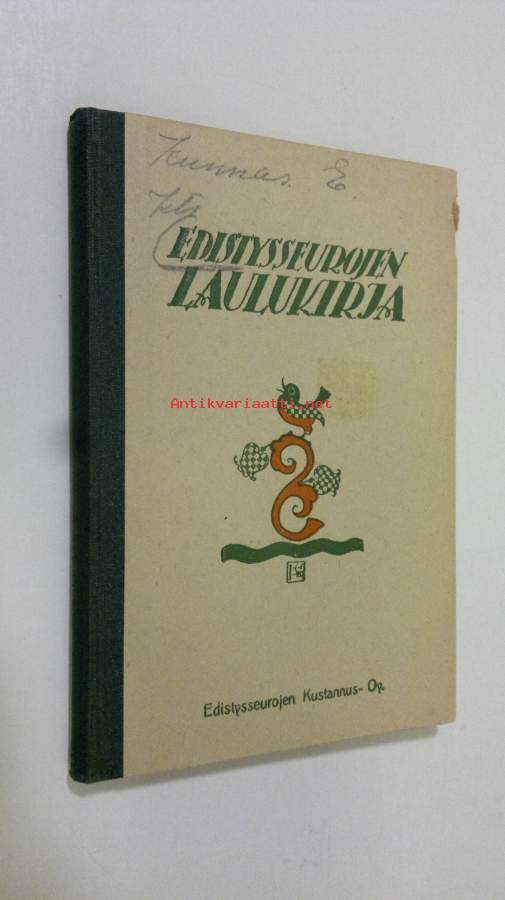 Kunnas. E.
EDISTYSSEUROJEN
LAULUKIRJA
Antikvariaatti.net
Edistysseurojen Kustannus-Oy.